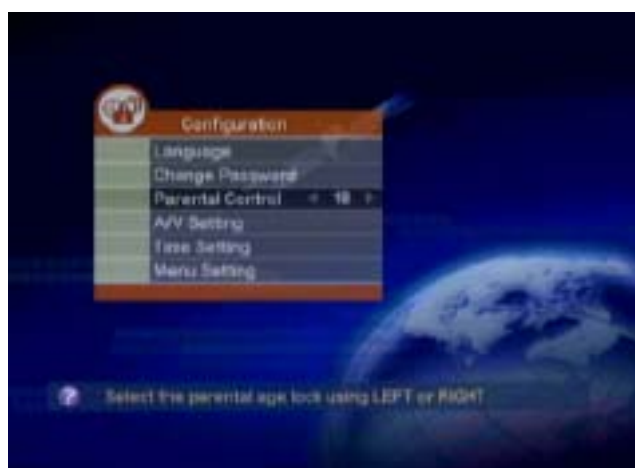 Configuration
Language
Change Password
Parental Control 18
A/V Setting
Time Setting
Menu Setting
Select the parental age lock using LEFT or RIGHT